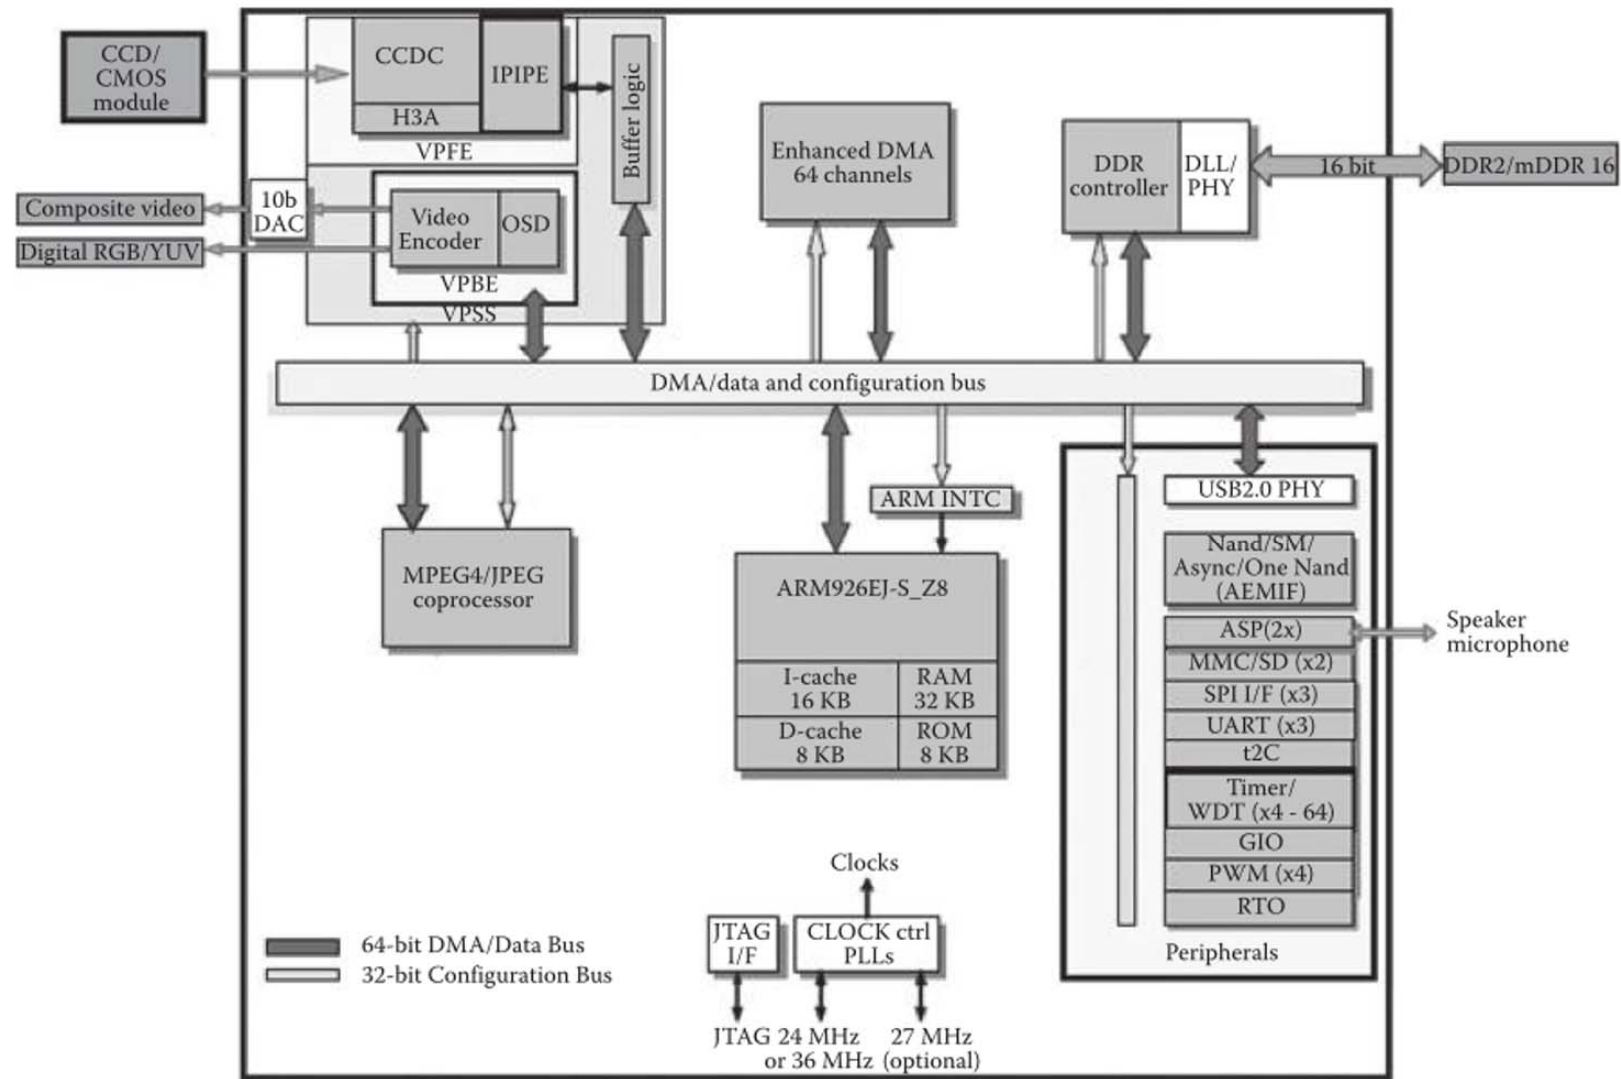 CCD/
CMOS
module
CCDC
IPIPE
H3A
VPFE
Buffer logic
Composite video
10b
DAC
Digital RGB/YUV
Video
Encoder
OSD
VPBE
VPSS
Enhanced DMA
64 channels
DDR
controller
DLL/
PHY
16 bit
DDR2/mDDR 16
DMA/data and configuration bus
MPEG4/JPEG
coprocessor
ARM INTC
ARM926EJ-S_Z8
I-cache
16 KB
RAM
32 KB
D-cache
8 KB
ROM
8 KB
USB2.0 PHY
Nand/SM/
Async/One Nand
(AEMIF)
ASP(2x)
MMC/SD (x2)
SPI I/F (x3)
UART (x3)
t2C
Timer/
WDT (x4 - 64)
GIO
PWM (x4)
RTO
Peripherals
Speaker
microphone
Clocks
JTAG
I/F
CLOCK ctrl
PLLs
JTAG
24 MHz
or 36 MHz
27 MHz
(optional)
64-bit DMA/Data Bus
32-bit Configuration Bus